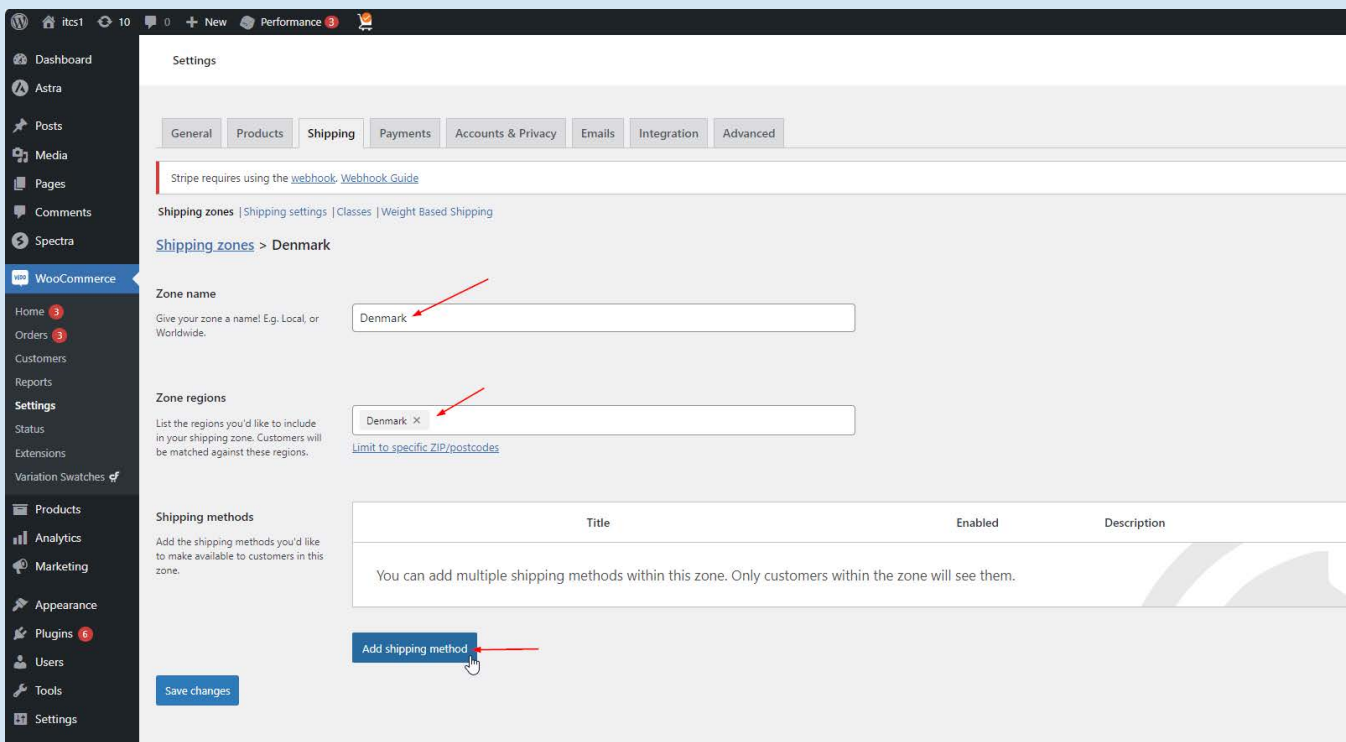 itcs1 10 0 + New Performance 3
Dashboard
Astra
Posts
Media
Pages
Comments
Spectra
WooCommerce
Home 3
Orders 3
Customers
Reports
Settings
Status
Extensions
Variation Swatches
Products
Analytics
Marketing
Appearance
Plugins 6
Users
Tools
Settings
Settings
General Products Shipping Payments Accounts & Privacy Emails Integration Advanced
Stripe requires using the webhook. Webhook Guide
Shipping zones | Shipping settings | Classes | Weight Based Shipping
Shipping zones > Denmark
Zone name
Give your zone a name! E.g. Local, or
Worldwide.
Denmark
Zone regions
List the regions you'd like to include
in your shipping zone. Customers will
be matched against these regions.
Denmark ×
Limit to specific ZIP/postcodes
Shipping methods
Add the shipping methods you'd like
to make available to customers in this
zone.
Title Enabled Description
You can add multiple shipping methods within this zone. Only customers within the zone will see them.
Add shipping method
Save changes